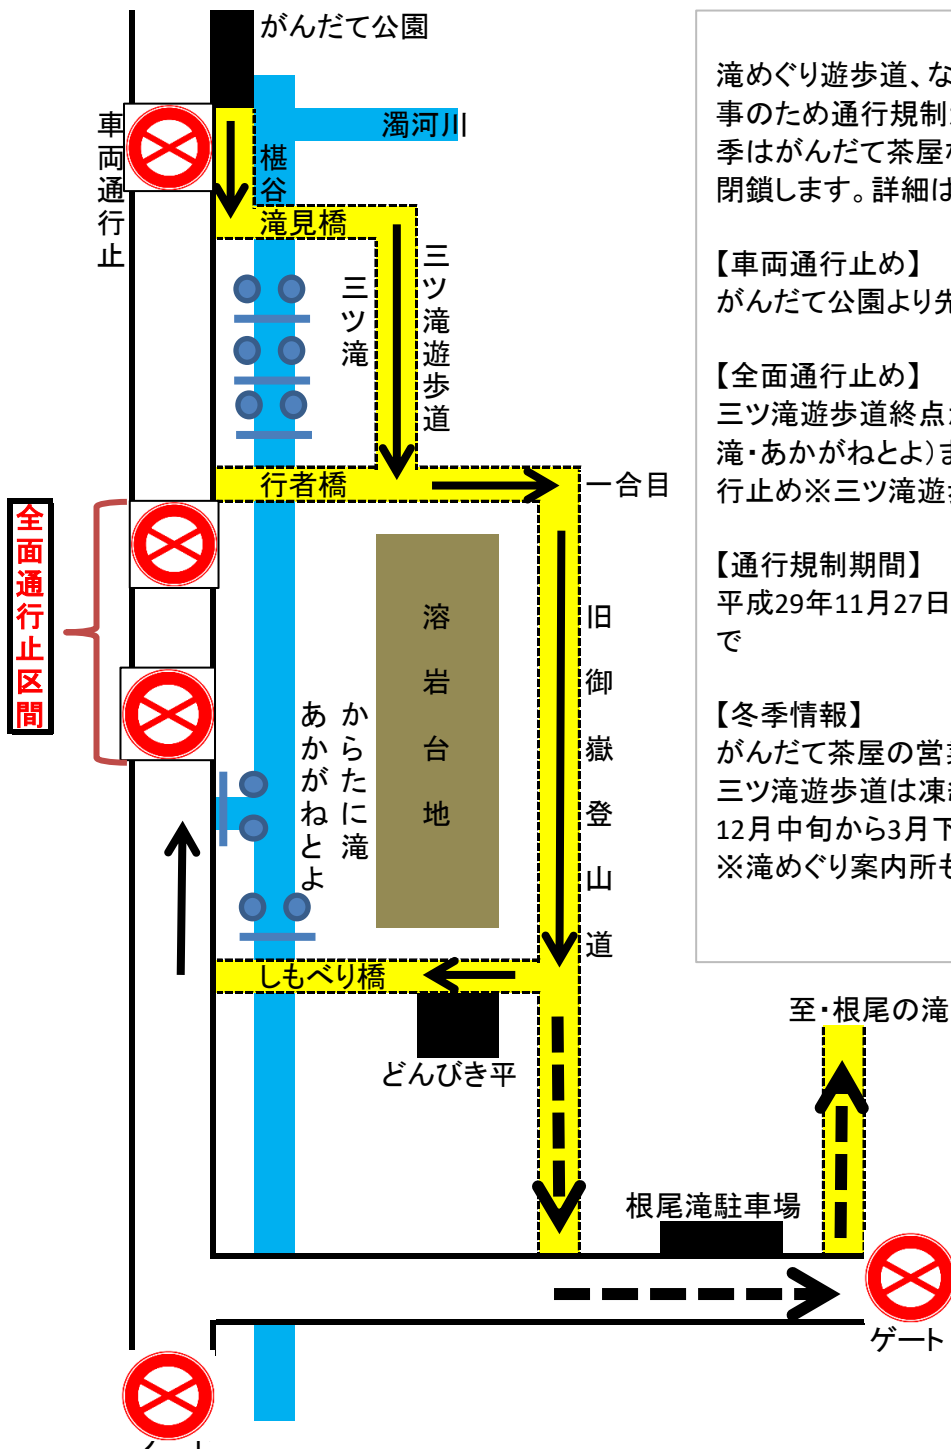 がんだて公園
車両通行止
濁河川
椹谷
滝見橋
三ツ滝
三ツ滝遊歩道
行者橋
一合目
全面通行止区間
溶岩台地
旧御嶽登山道
からたに滝
あかがねとよ
しもべり橋
どんびき平
至・根尾の滝
根尾滝駐車場
ゲート
滝めぐり遊歩道、な
事のため通行規制
季はがんだて茶屋
閉鎖します。詳細は
【車両通行止め】
がんだて公園より先
【全面通行止め】
三ツ滝遊歩道終点
滝・あかがねとよ)ま
行止め※三ツ滝遊歩
【通行規制期間】
平成29年11月27日
で
【冬季情報】
がんだて茶屋の営業
三ツ滝遊歩道は凍結
12月中旬から3月下
※滝めぐり案内所も